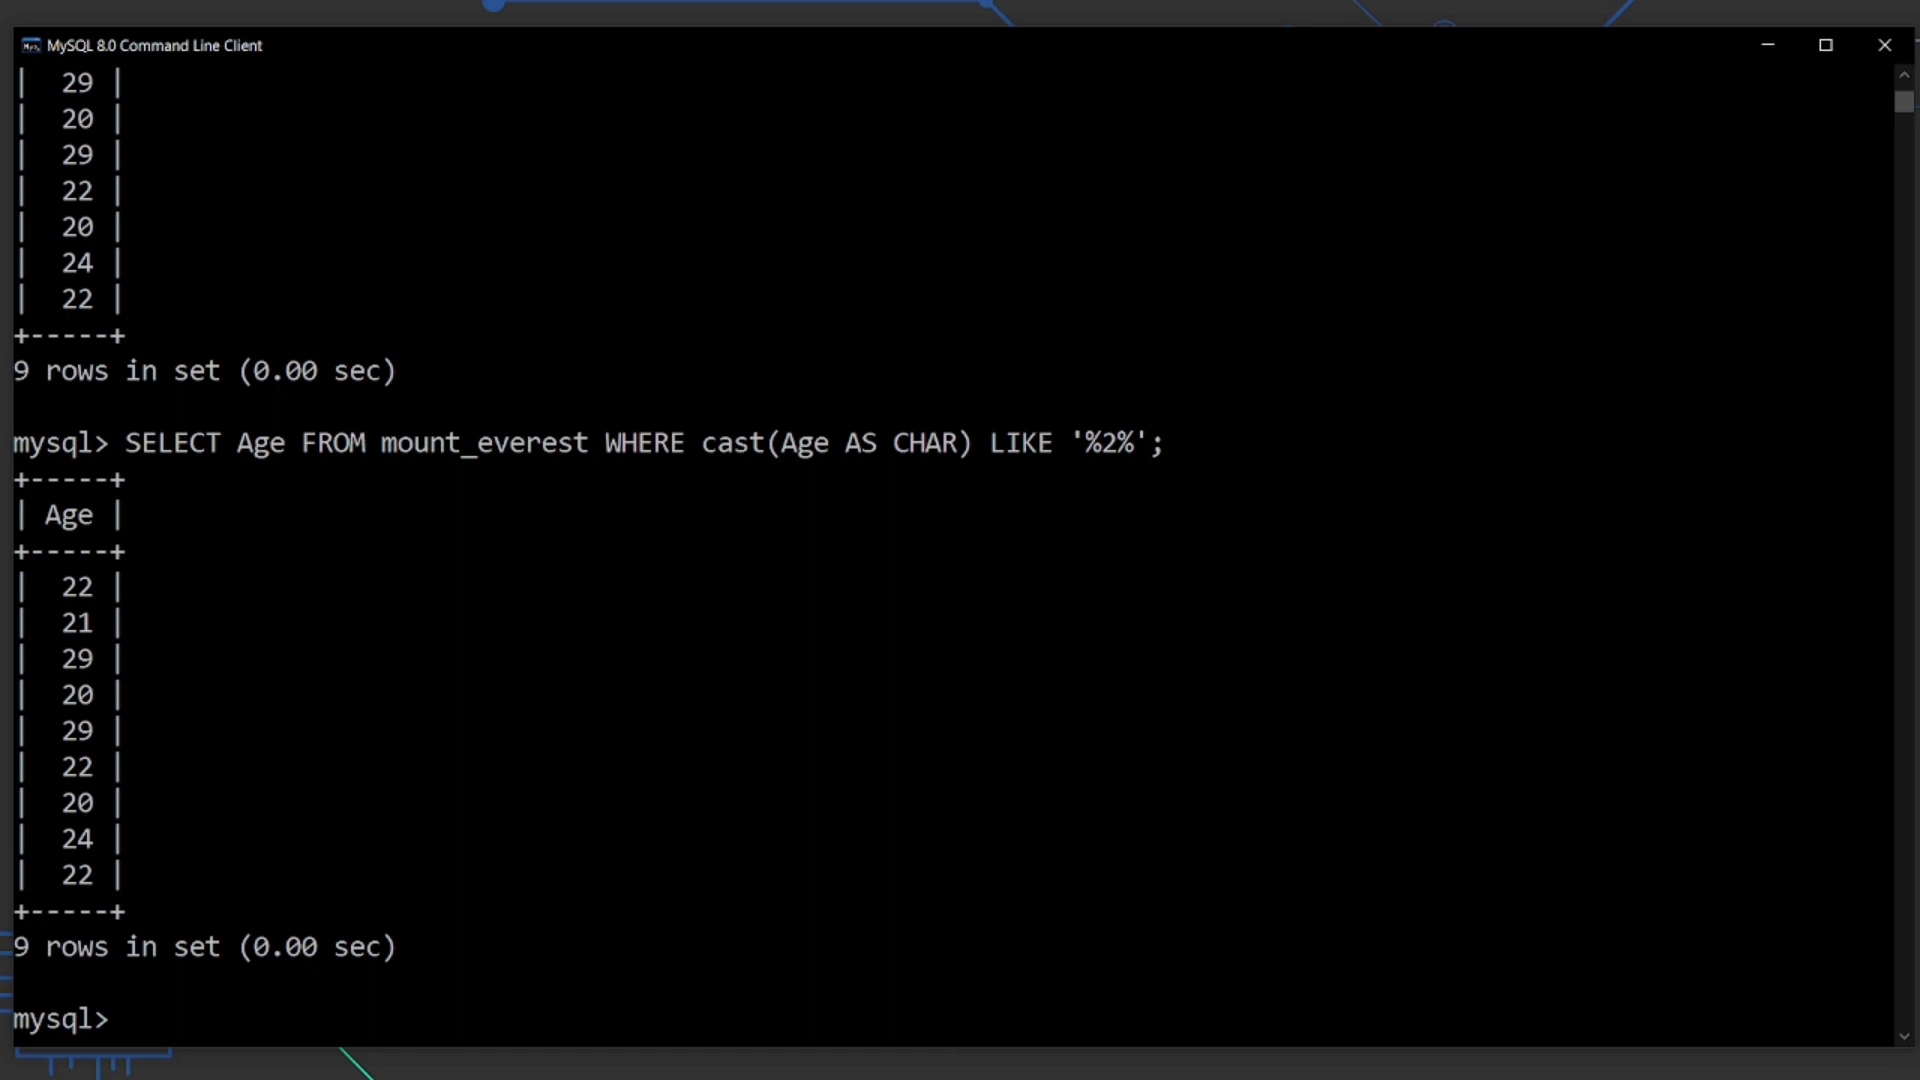 MySQL 8.0 Command Line Client
| 29 |
| 20 |
| 29 |
| 22 |
| 20 |
| 24 |
| 22 |
+-----+
9 rows in set (0.00 sec)
mysql> SELECT Age FROM mount_everest WHERE cast(Age AS CHAR) LIKE '%2%';
+-----+
| Age |
+-----+
| 22 |
| 21 |
| 29 |
| 20 |
| 29 |
| 22 |
| 20 |
| 24 |
| 22 |
+-----+
9 rows in set (0.00 sec)
mysql>